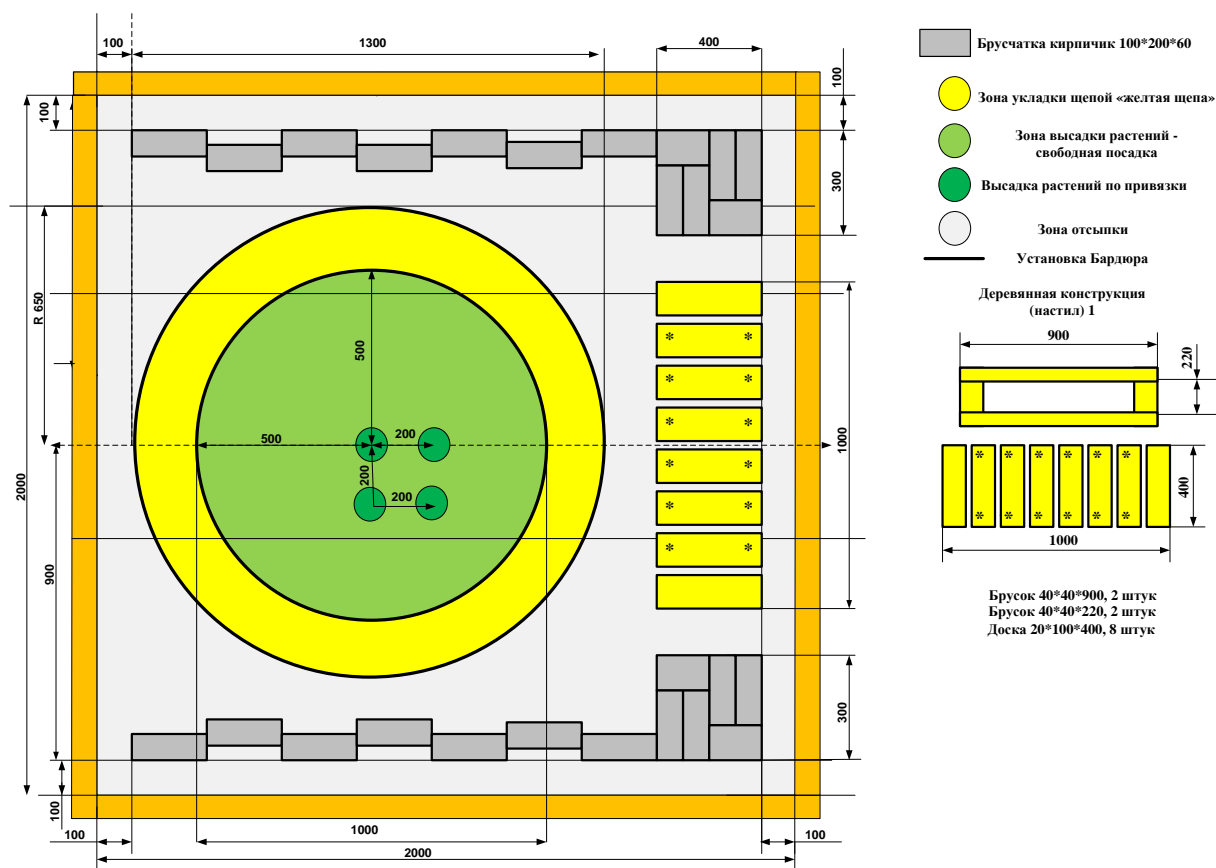 100
1300
400
100
100
300
R 650
500
500
200
200
200
1000
2000
900
300
100
100
1000
100
2000
Брусчатка кирпичик 100*200*60
Зона укладки щепой «желтая щепа»
Зона высадки растений -
свободная посадка
Высадка растений по привязки
Зона отсыпки
Установка Бардюра
Деревянная конструкция
(настил) 1
900
220
* * * * * *
* * * * * *
400
1000
Брусок 40*40*900, 2 штук
Брусок 40*40*220, 2 штук
Доска 20*100*400, 8 штук
* *
* *
* *
* *
* *
* *